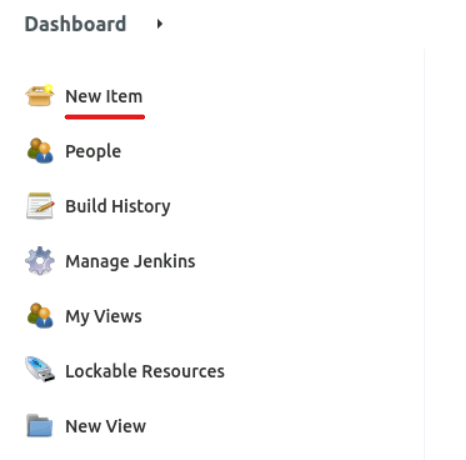 Dashboard
New Item
People
Build History
Manage Jenkins
My Views
Lockable Resources
New View